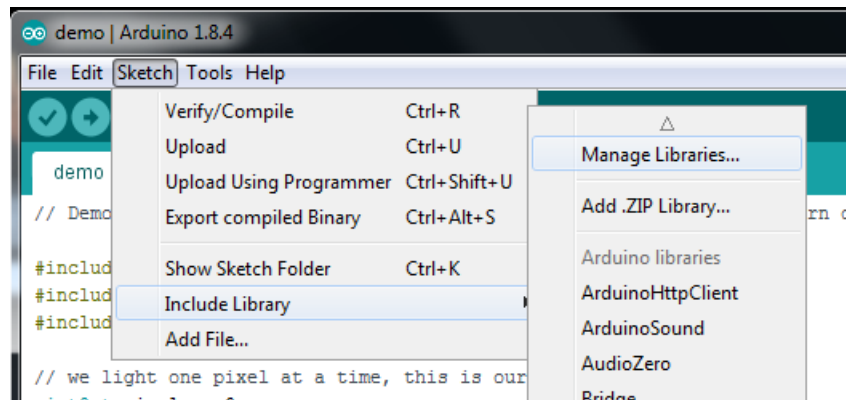 demo | Arduino 1.8.4
File Edit Sketch Tools Help
Verify/Compile Ctrl+R
Upload Ctrl+U
Upload Using Programmer Ctrl+Shift+U
Export compiled Binary Ctrl+Alt+S
Show Sketch Folder Ctrl+K
Include Library
Add File...
Manage Libraries...
Add .ZIP Library...
Arduino libraries
ArduinoHttpClient
ArduinoSound
AudioZero
Bridge
demo
// Demo
#includ
#includ
#includ
// we light one pixel at a time, this is our